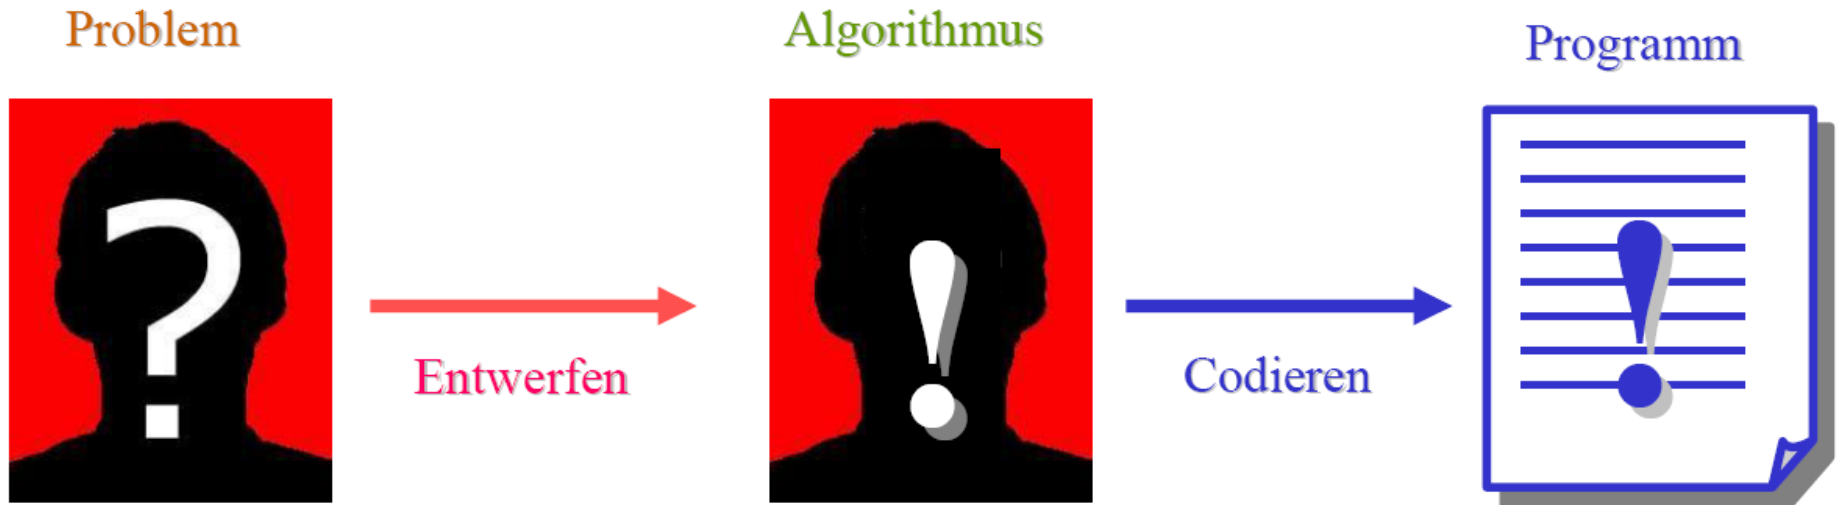 Problem
Algorithmus
Programm
?
!
!
Entwerfen
Codieren